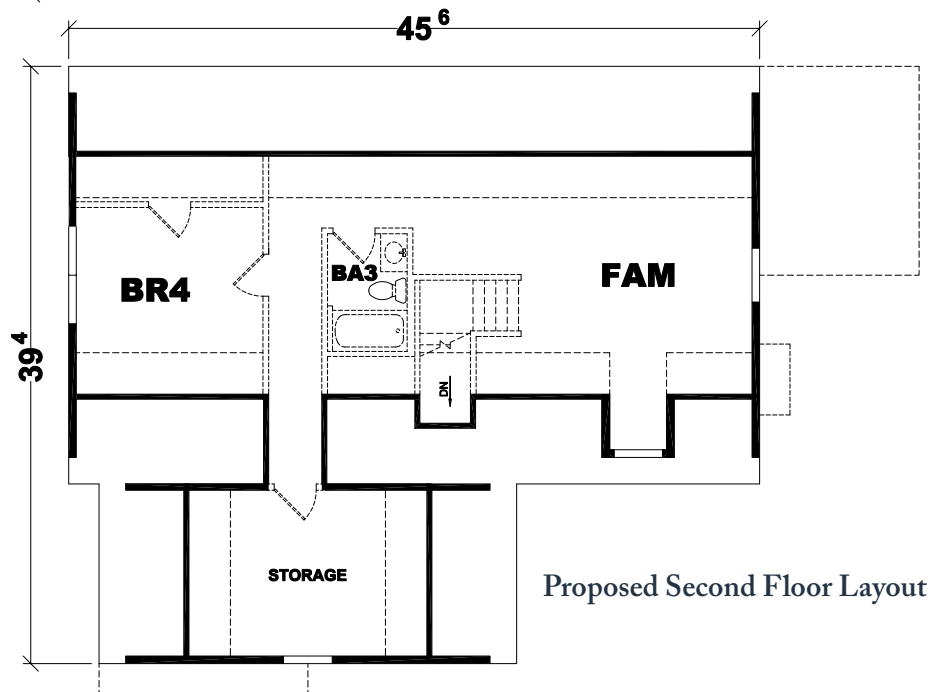 45 6
BR4
BA3
FAM
39 4
DN
STORAGE
Proposed Second Floor Layout